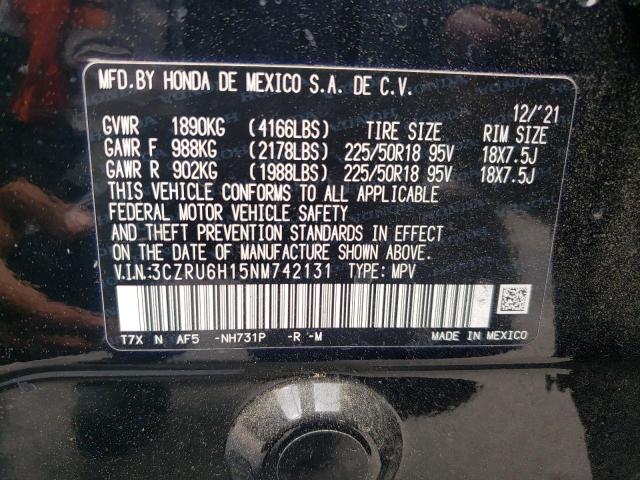 MFD.BY HONDA DE MEXICO S.A. DE C.V.
12/'21
GVWR 1890KG (4166LBS) TIRE SIZE RIM SIZE
GAWR F 988KG (2178LBS) 225/50R18 95V 18X7.5J
GAWR R 902KG (1988LBS) 225/50R18 95V 18X7.5J
THIS VEHICLE CONFORMS TO ALL APPLICABLE
FEDERAL MOTOR VEHICLE SAFETY
AND THEFT PREVENTION STANDARDS IN EFFECT
ON THE DATE OF MANUFACTURE SHOWN ABOVE.
V.I.N:3CZRU6H15NM742131 TYPE: MPV
T7X N AF5 -NH731P -R -M MADE IN MEXICO